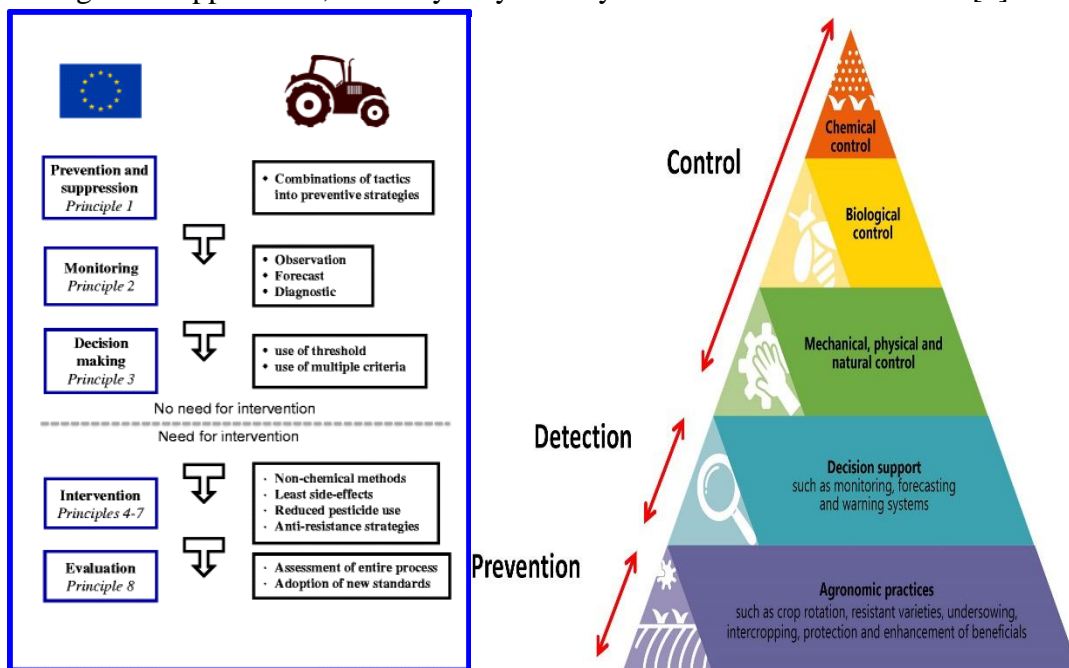 Prevention and
suppression
Principle 1
• Combinations of tactics
into preventive strategies
Monitoring
Principle 2
• Observation
• Forecast
• Diagnostic
Decision
making
Principle 3
• use of threshold
• use of multiple criteria
No need for intervention
Need for intervention
Intervention
Principles 4-7
· Non-chemical methods
· Least side-effects
· Reduced pesticide use
· Anti-resistance strategies
Evaluation
Principle 8
· Assessment of entire process
· Adoption of new standards
Control
Detection
Prevention
Chemical
control
Biological
control
Mechanical, physical and
natural control
Decision support
such as monitoring, forecasting
and warning systems
Agronomic practices
such as crop rotation, resistant varieties, undersowing,
intercropping, protection and enhancement of beneficials